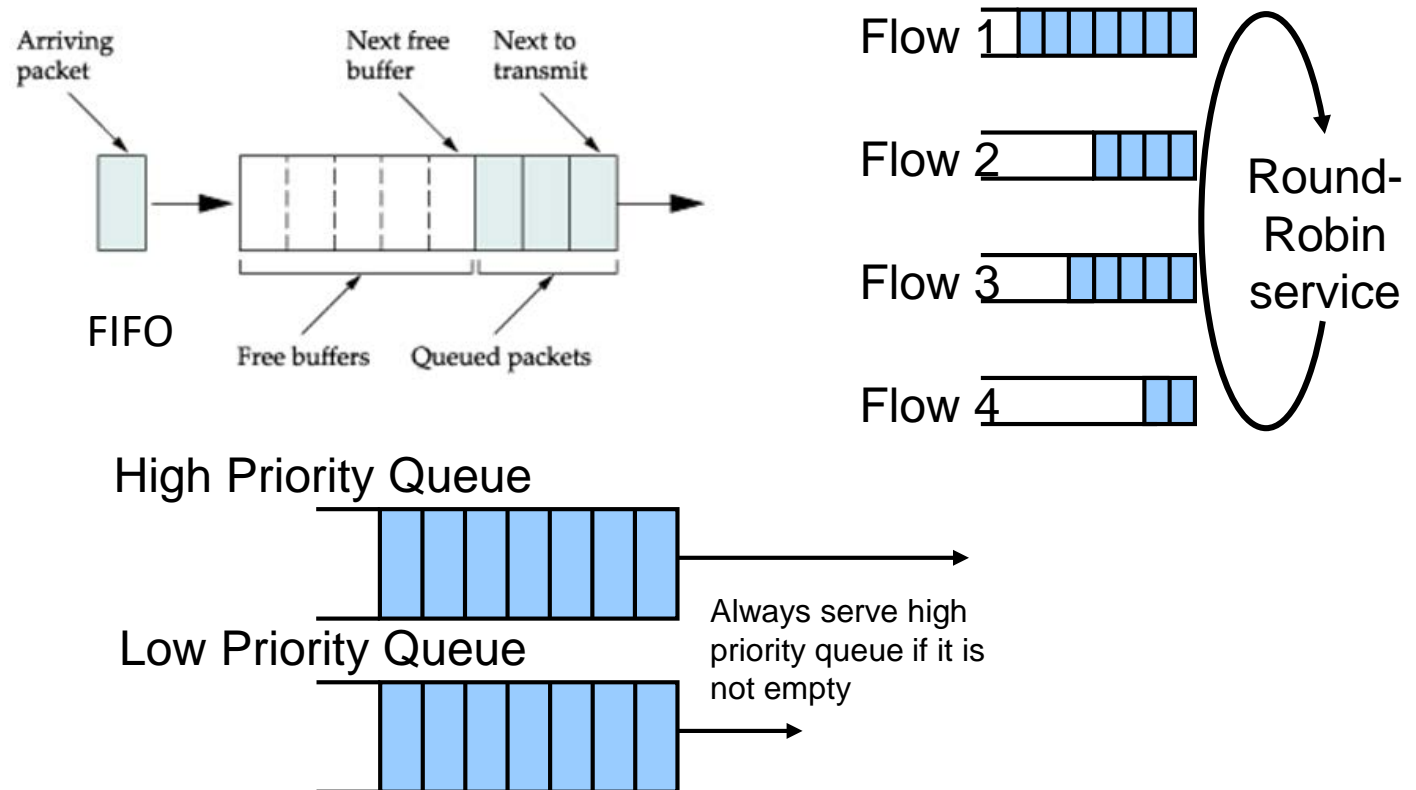 Arriving
packet
Next free
buffer
Next to
transmit
FIFO
Free buffers
Queued packets
Flow 1
Flow 2
Flow 3
Flow 4
Round-
Robin
service
High Priority Queue
Low Priority Queue
Always serve high
priority queue if it is
not empty